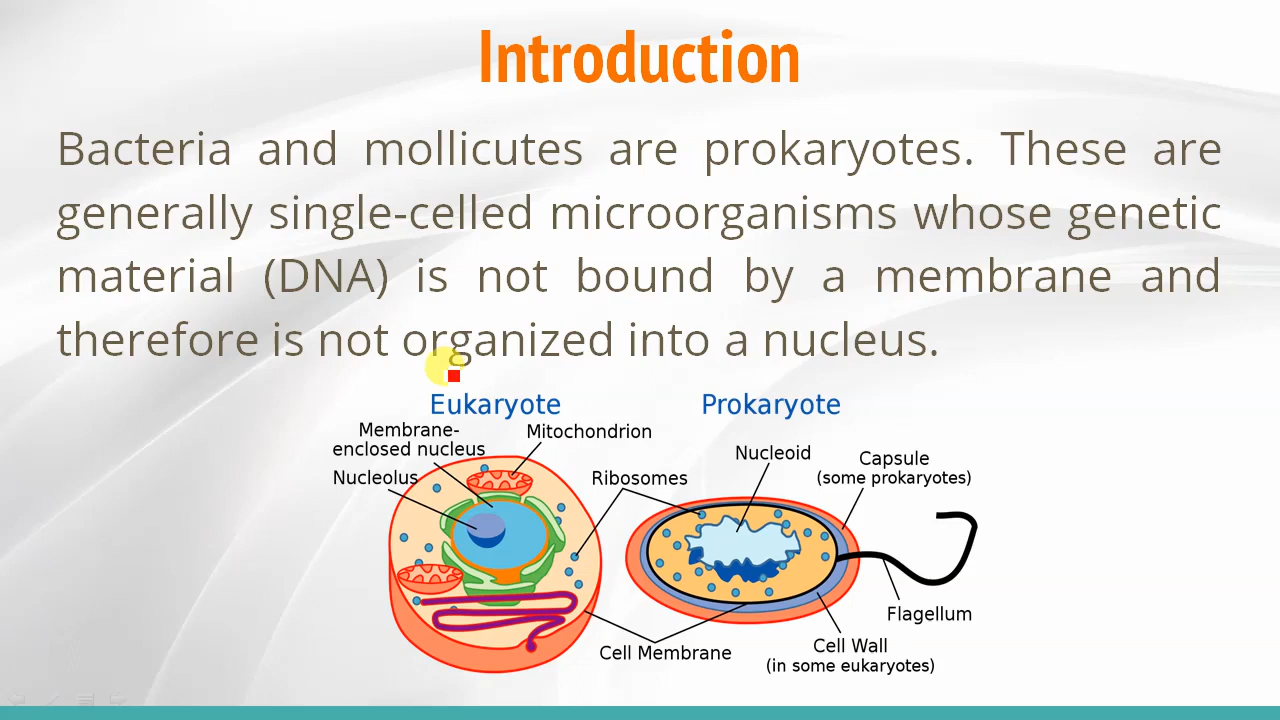 Introduction
Bacteria and mollicutes are prokaryotes. These are
generally single-celled microorganisms whose genetic
material (DNA) is not bound by a membrane and
therefore is not organized into a nucleus.
Eukaryote
Prokaryote
Membrane-
enclosed nucleus
Mitochondrion
Nucleolus
Ribosomes
Nucleoid
Capsule
(some prokaryotes)
Flagellum
Cell Membrane
Cell Wall
(in some eukaryotes)